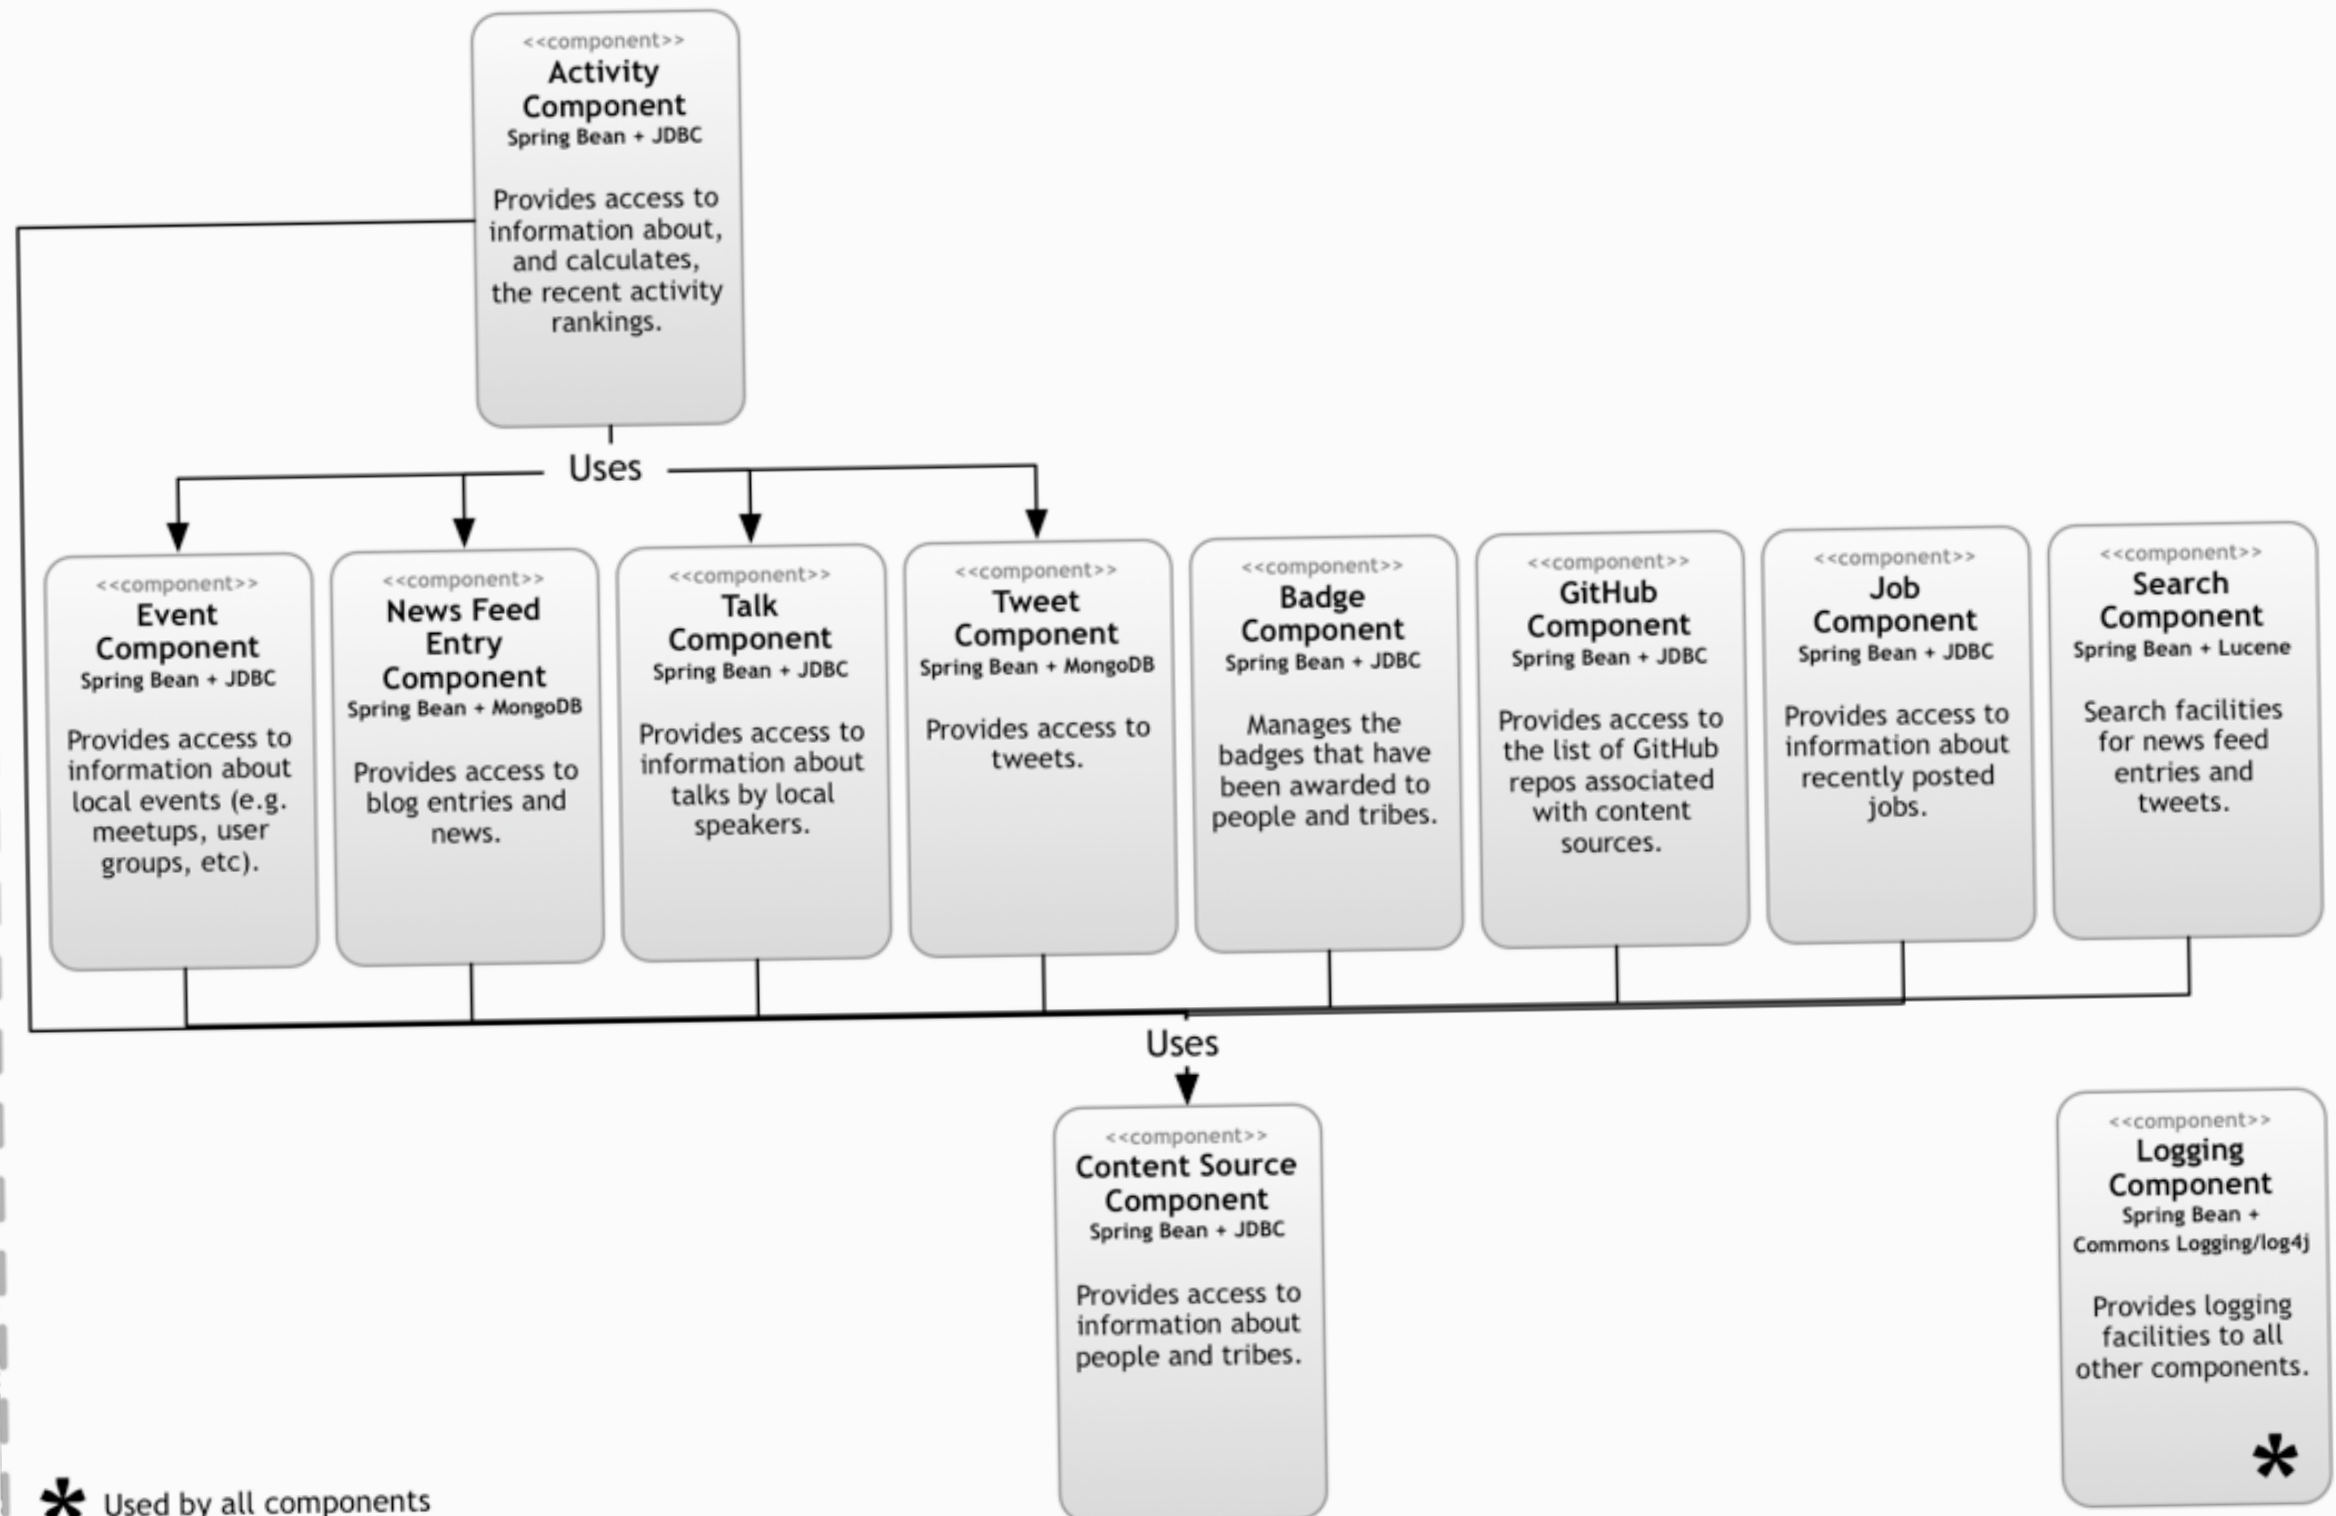 <<component>>
Activity
Component
Spring Bean + JDBC
Provides access to
information about,
and calculates,
the recent activity
rankings.
Uses
<<component>>
Event
Component
Spring Bean + JDBC
Provides access to
information about
local events (e.g.
meetups, user
groups, etc).
<<component>>
News Feed
Entry
Component
Spring Bean + MongoDB
Provides access to
blog entries and
news.
<<component>>
Talk
Component
Spring Bean + JDBC
Provides access to
information about
talks by local
speakers.
<<component>>
Tweet
Component
Spring Bean + MongoDB
Provides access to
tweets.
<<component>>
Badge
Component
Spring Bean + JDBC
Manages the
badges that have
been awarded to
people and tribes.
<<component>>
GitHub
Component
Spring Bean + JDBC
Provides access to
the list of GitHub
repos associated
with content
sources.
<<component>>
Job
Component
Spring Bean + JDBC
Provides access to
information about
recently posted
jobs.
<<component>>
Search
Component
Spring Bean + Lucene
Search facilities
for news feed
entries and
tweets.
Uses
<<component>>
Content Source
Component
Spring Bean + JDBC
Provides access to
information about
people and tribes.
<<component>>
Logging
Component
Spring Bean +
Commons Logging/log4j
Provides logging
facilities to all
other components.
*
* Used by all components